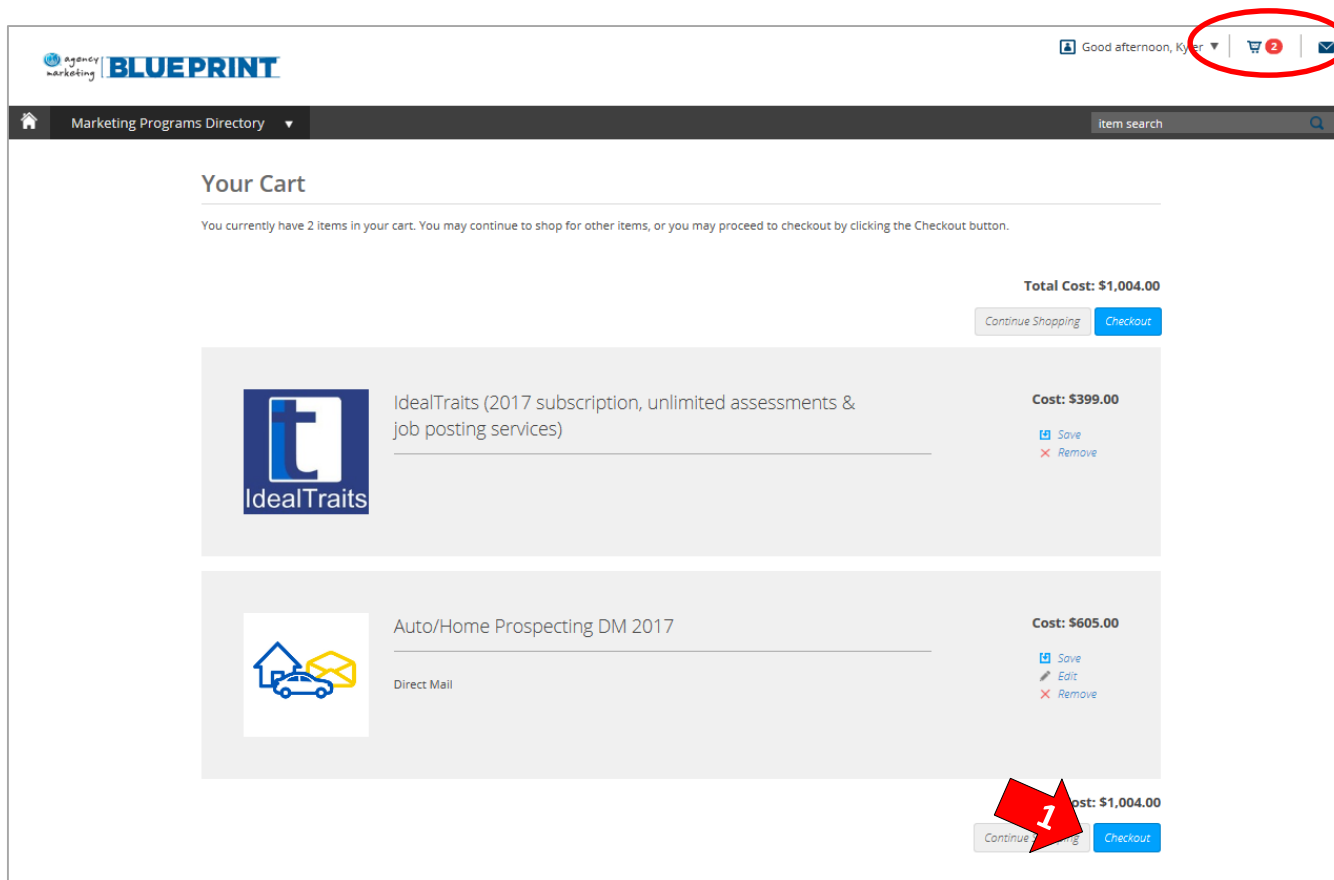 Good afternoon, Kyler
2
agency marketing BLUEPRINT
Marketing Programs Directory
item search
Your Cart
You currently have 2 items in your cart. You may continue to shop for other items, or you may proceed to checkout by clicking the Checkout button.
Total Cost: $1,004.00
Continue Shopping Checkout
IdealTraits (2017 subscription, unlimited assessments &
job posting services)
Cost: $399.00
Save
Remove
t
IdealTraits
Auto/Home Prospecting DM 2017
Cost: $605.00
Direct Mail
Save
Edit
Remove
ost: $1,004.00
1
Continue Checkout